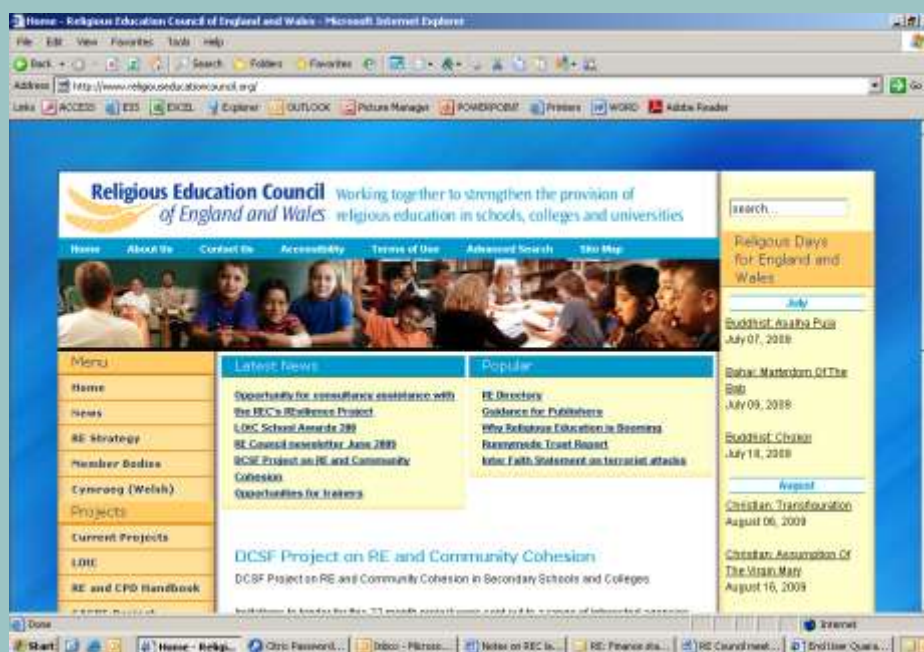 Home - Religious Education Council of England and Wales - Microsoft Internet Explorer
File Edit View Favorites Tools Help
Back Search Folders Favorites
Address http://www.religiouseducationcouncil.org/ Go
Links ACCESS ESS EXCEL Explorer OUTLOOK Picture Manager POWERPOINT Printers WORD Adobe Reader
Religious Education Council
of England and Wales
Working together to strengthen the provision of
religious education in schools, colleges and universities
Home About Us Contact Us Accessibility Terms of Use Advanced Search Site Map
Menu
Home
News
RE Strategy
Member Bodies
Cymraeg (Welsh)
Projects
Current Projects
LOtC
RE and CPD Handbook
Latest News
Opportunity for consultancy assistance with
the REC's REsilience Project
LOtC School Awards 200
RE Council newsletter June 2009
DCSF Project on RE and Community
Cohesion
Opportunities for trainers
Popular
RE Directory
Guidance for Publishers
Why Religious Education is Booming
Runnymede Trust Report
Inter Faith Statement on terrorist attacks
DCSF Project on RE and Community Cohesion
DCSF Project on RE and Community Cohesion in Secondary Schools and Colleges
search...
Religious Days
for England and
Wales
July
Buddhist: Asalha Puja
July 07, 2009
Bahai: Martrdom Of The
Bab
July 09, 2009
Buddhist: Chokor
July 18, 2009
August
Christian: Transfiguration
August 06, 2009
Christian: Assumption Of
The Virgin Mary
August 16, 2009
Done Internet
Start Home - Religi... Citrix Password... Inbox - Micros... Notes on REC la... RE: Finance sta... RE Council meet... End User Quara...